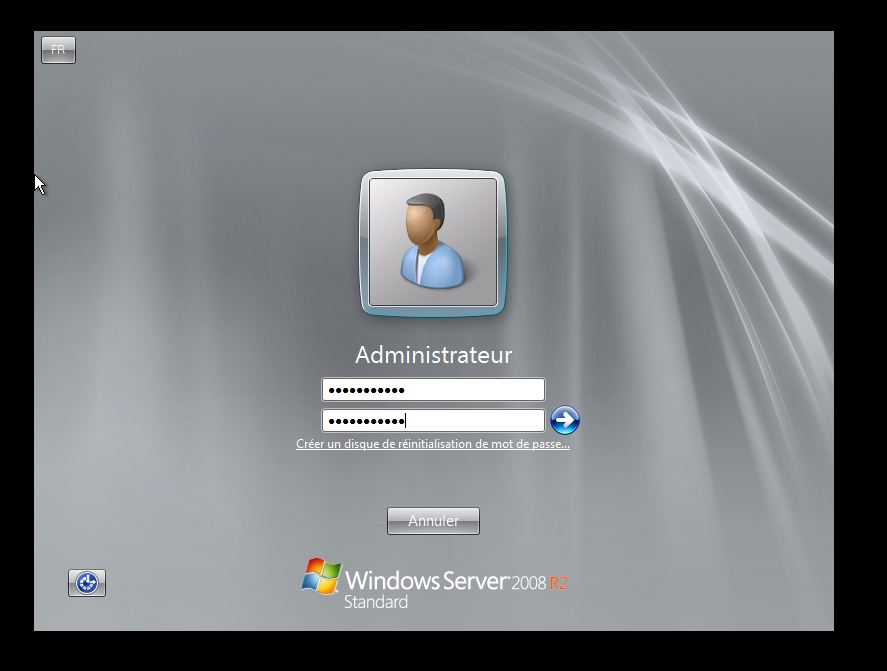 FR
Administrateur
●●●●●●●●●●●
●●●●●●●●●●●
Créer un disque de réinitialisation de mot de passe...
Annuler
Windows Server 2008 R2
Standard